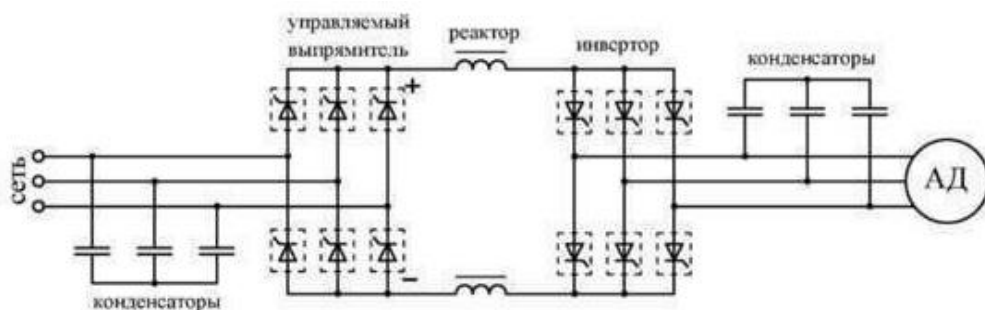 управляемый
выпрямитель
реактор
инвертор
конденсаторы
+
сеть
АД
−
конденсаторы